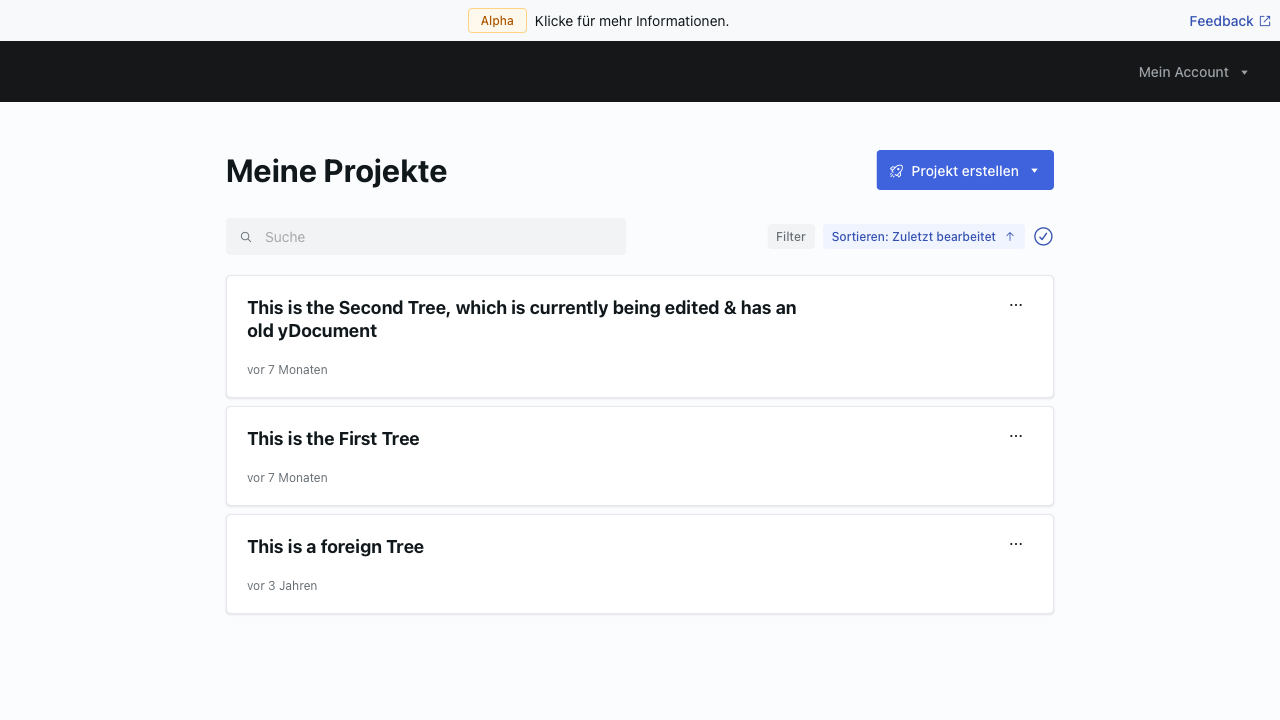 Alpha Klicke für mehr Informationen.
Feedback
Mein Account
Meine Projekte
Projekt erstellen
Suche
Filter
Sortieren: Zuletzt bearbeitet
This is the Second Tree, which is currently being edited & has an
old yDocument
vor 7 Monaten
This is the First Tree
vor 7 Monaten
This is a foreign Tree
vor 3 Jahren